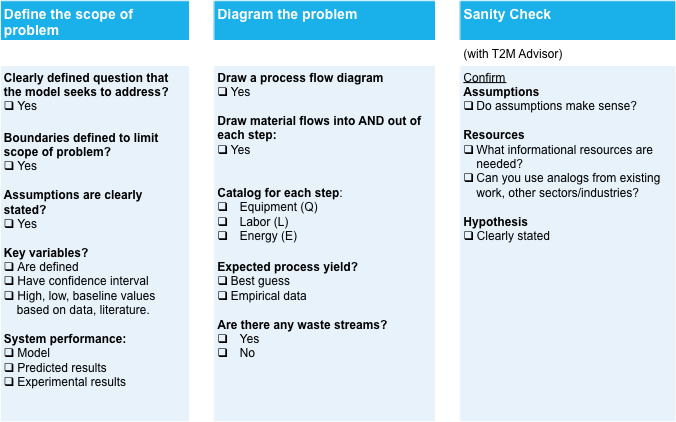 Define the scope of
problem
Clearly defined question that
the model seeks to address?
❑ Yes
Boundaries defined to limit
scope of problem?
❑ Yes
Assumptions are clearly
stated?
❑ Yes
Key variables?
❑ Are defined
❑ Have confidence interval
❑ High, low, baseline values
based on data, literature.
System performance:
❑ Model
❑ Predicted results
❑ Experimental results
Diagram the problem
Draw a process flow diagram
❑ Yes
Draw material flows into AND out of
each step:
❑ Yes
Catalog for each step:
❑ Equipment (Q)
❑ Labor (L)
❑ Energy (E)
Expected process yield?
❑ Best guess
❑ Empirical data
Are there any waste streams?
❑ Yes
❑ No
Sanity Check
(with T2M Advisor)
Confirm
Assumptions
❑ Do assumptions make sense?
Resources
❑ What informational resources are
needed?
❑ Can you use analogs from existing
work, other sectors/industries?
Hypothesis
❑ Clearly stated